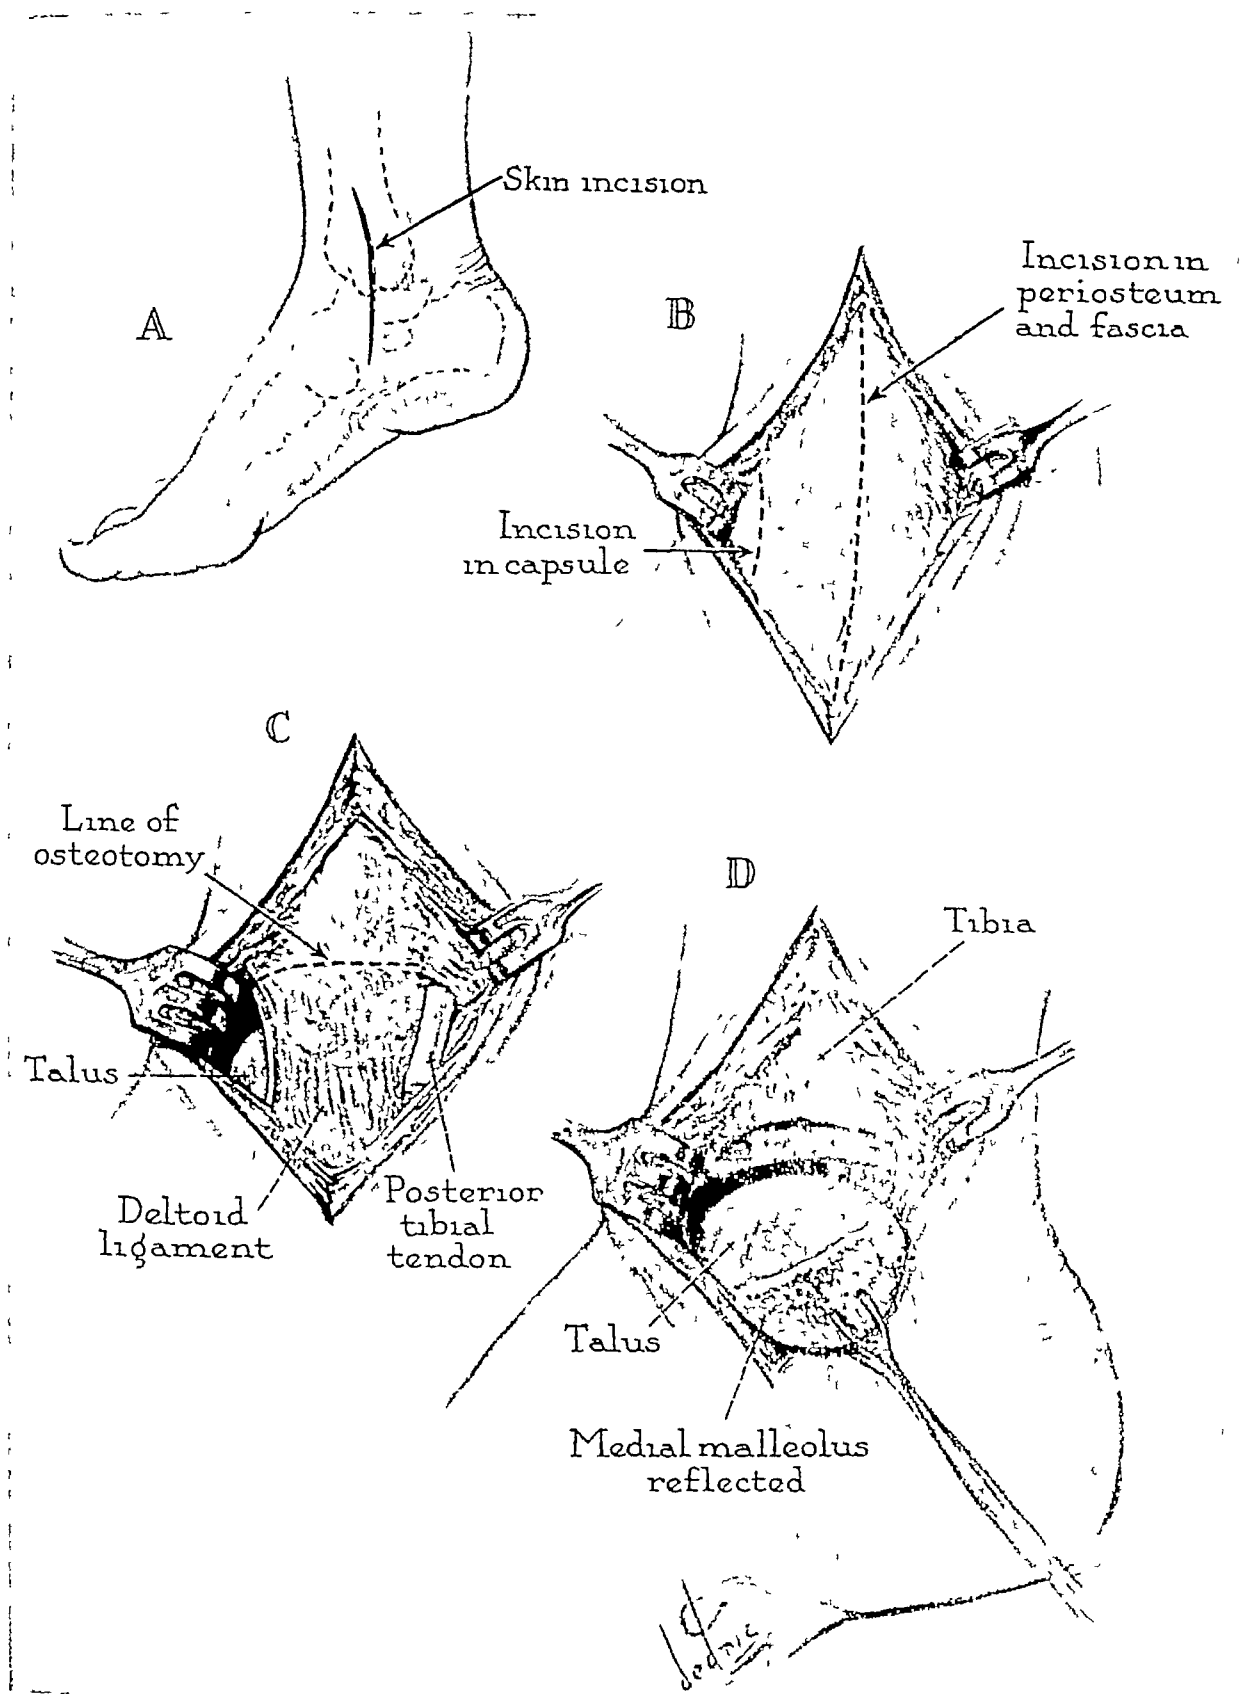 A
Skin incision
B
Incision in
periosteum
and fascia
Incision
in capsule
C
Line of
osteotomy
Talus
Deltoid
ligament
Posterior
tibial
tendon
D
Tibia
Talus
Medial malleolus
reflected